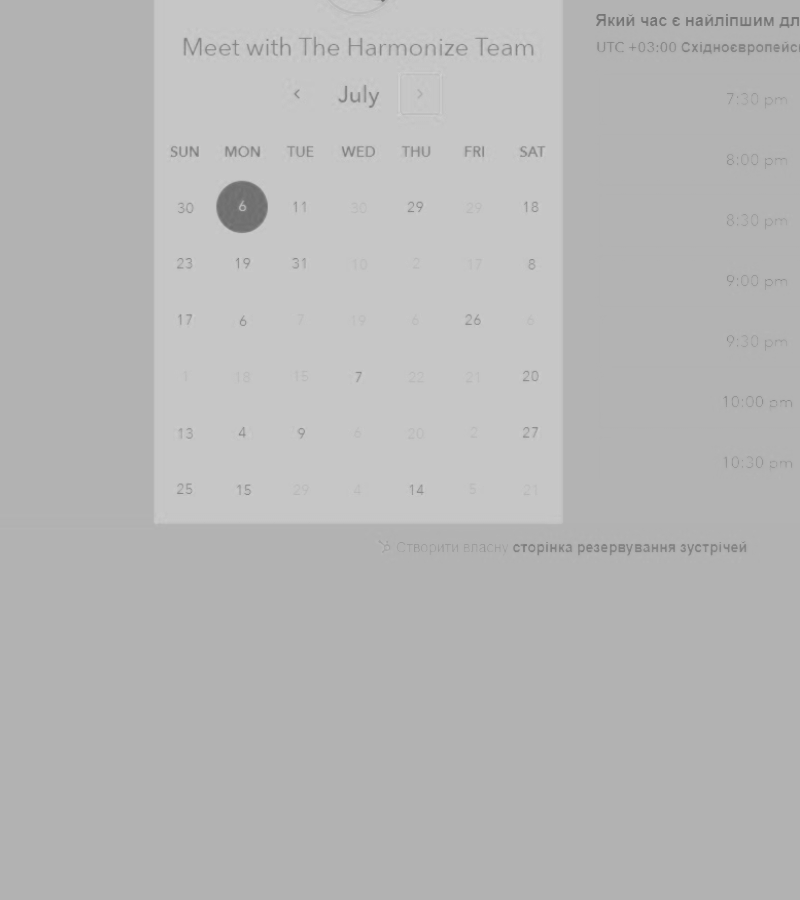 Meet with The Harmonize Team
July
SUN MON TUE WED THU FRI SAT
30 6 11 30 29 29 18
23 19 31 10 2 17 8
17 6 7 19 6 26 6
1 18 15 7 22 21 20
13 4 9 6 20 2 27
25 15 29 4 14 5 21
Який час є найліпшим
UTC +03:00
7:30 pm
8:00 pm
8:30 pm
9:00 pm
9:30 pm
10:00 pm
10:30 pm
Створити власну сторінка резервування зустрічей